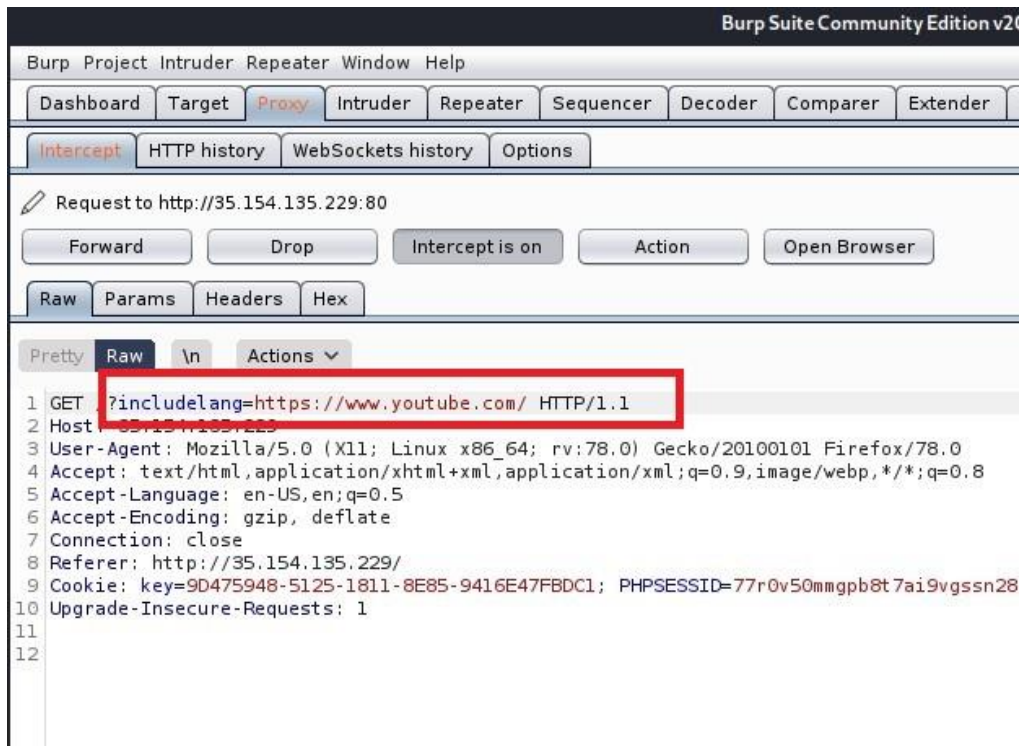 Burp Suite Community Edition v20
Burp Project Intruder Repeater Window Help
Dashboard Target Proxy Intruder Repeater Sequencer Decoder Comparer Extender
Intercept HTTP history WebSockets history Options
Request to http://35.154.135.229:80
Forward Drop Intercept is on Action Open Browser
Raw Params Headers Hex
Pretty Raw \n Actions
1 GET /?includelang=https://www.youtube.com/ HTTP/1.1
2 Host:
3 User-Agent: Mozilla/5.0 (X11; Linux x86_64; rv:78.0) Gecko/20100101 Firefox/78.0
4 Accept: text/html,application/xhtml+xml,application/xml;q=0.9,image/webp,*/*;q=0.8
5 Accept-Language: en-US,en;q=0.5
6 Accept-Encoding: gzip, deflate
7 Connection: close
8 Referer: http://35.154.135.229/
9 Cookie: key=9D475948-5125-1811-8E85-9416E47FBDC1; PHPSESSID=77r0v50mmgpb8t7ai9vgssn28
10 Upgrade-Insecure-Requests: 1
11
12